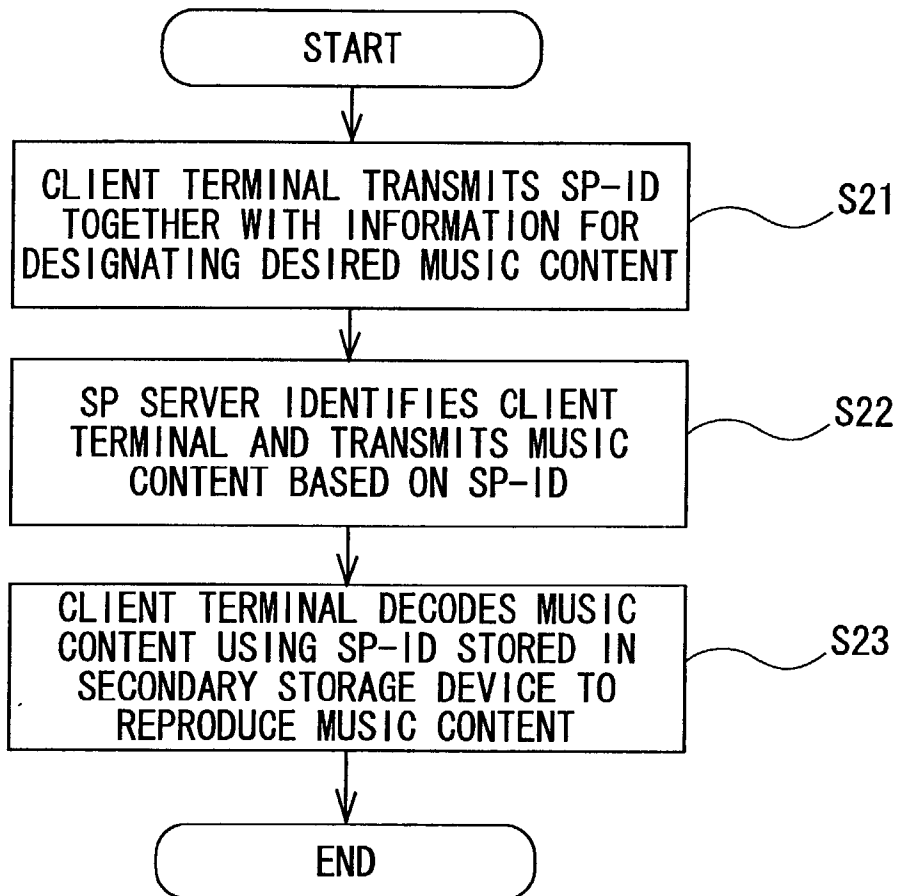 START
CLIENT TERMINAL TRANSMITS SP-ID
TOGETHER WITH INFORMATION FOR
DESIGNATING DESIRED MUSIC CONTENT
S21
SP SERVER IDENTIFIES CLIENT
TERMINAL AND TRANSMITS MUSIC
CONTENT BASED ON SP-ID
S22
CLIENT TERMINAL DECODES MUSIC
CONTENT USING SP-ID STORED IN
SECONDARY STORAGE DEVICE TO
REPRODUCE MUSIC CONTENT
S23
END